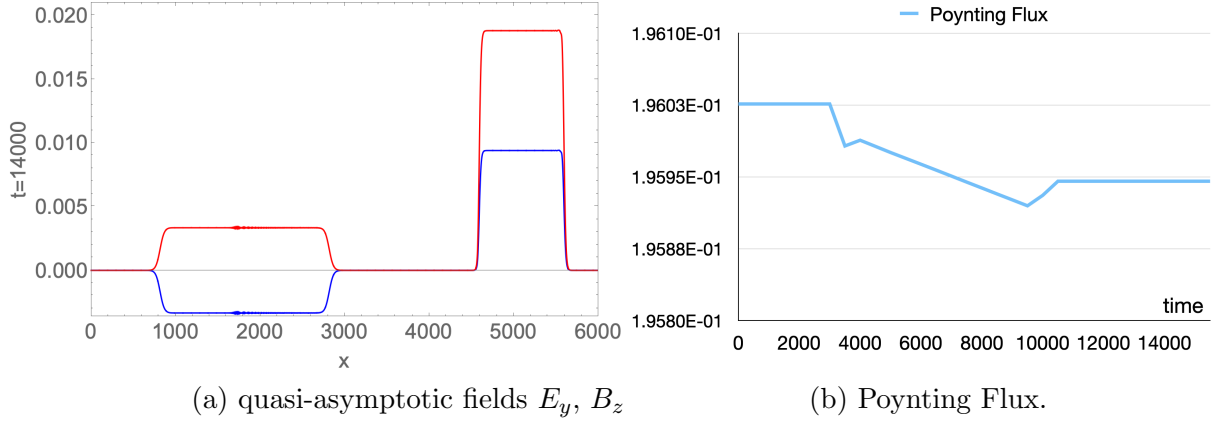 t=14000
0.020
0.015
0.010
0.005
0.000
0 1000 2000 3000 4000 5000 6000
x
(a) quasi-asymptotic fields E_y, B_z
Poynting Flux
1.9610E-01
1.9603E-01
1.9595E-01
1.9588E-01
1.9580E-01
time
0 2000 4000 6000 8000 10000 12000 14000
(b) Poynting Flux.